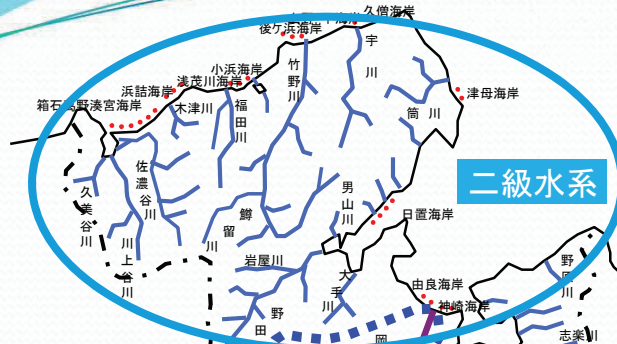 久僧海岸
後ケ浜海岸
宇川
竹野川
小浜海岸
浅茂川海岸
浜詰海岸
箱石葛野湊宮海岸
木津川
福田川
津母海岸
筒川
二級水系
佐濃谷川
久美谷川
川上谷川
男山川
日置海岸
鱒留川
岩屋川
大手川
野田
由良海岸
神崎海岸
野原川
志楽川